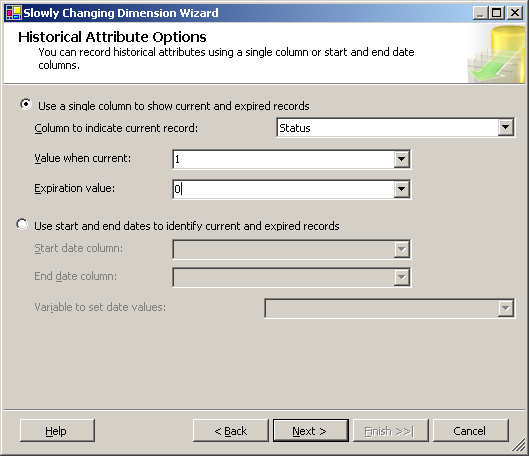 Slowly Changing Dimension Wizard
Historical Attribute Options
You can record historical attributes using a single column or start and end date
columns.
Use a single column to show current and expired records
Column to indicate current record: Status
Value when current: 1
Expiration value: 0
Use start and end dates to identify current and expired records
Start date column:
End date column:
Variable to set date values:
Help < Back Next > Finish >>| Cancel